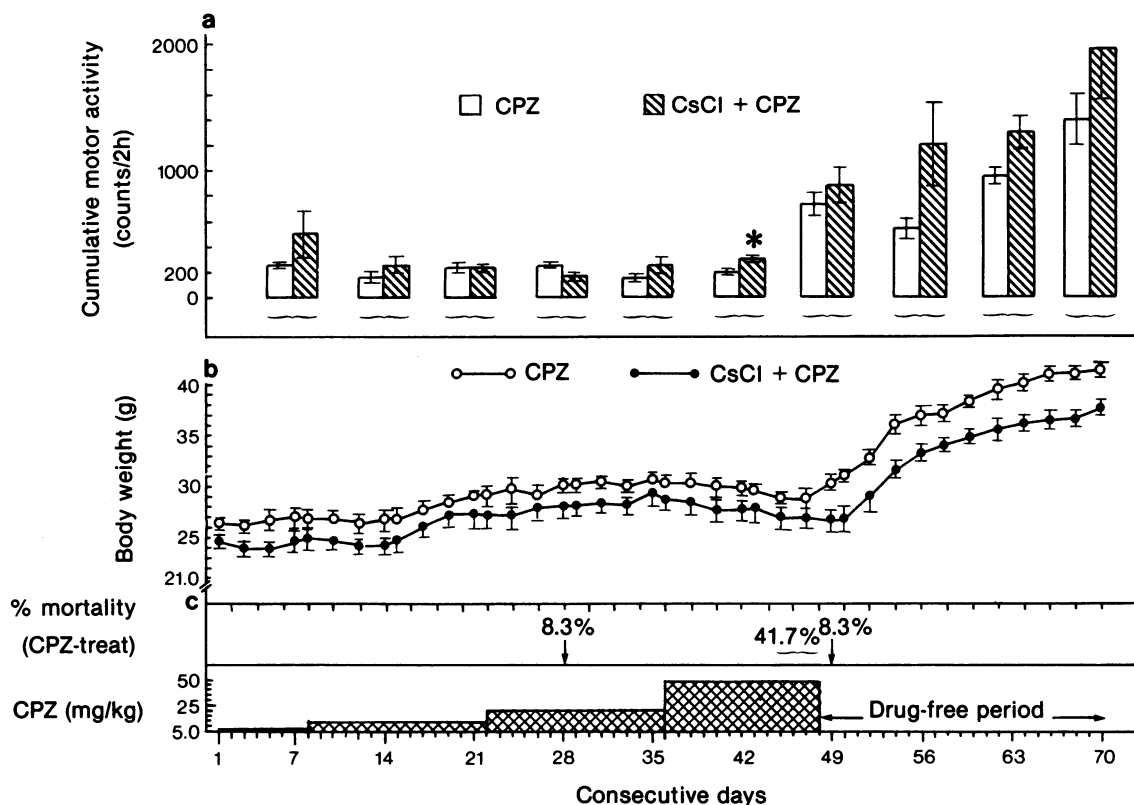 a
Cumulative motor activity
(counts/2h)
2000
1000
200
0
CPZ
CsCl + CPZ
*
b
Body weight (g)
40
35
30
25
21.0
CPZ
CsCl + CPZ
c
% mortality
(CPZ-treat)
8.3%
41.7%
8.3%
CPZ (mg/kg)
50
25
5.0
Drug-free period
1 7 14 21 28 35 42 49 56 63 70
Consecutive days